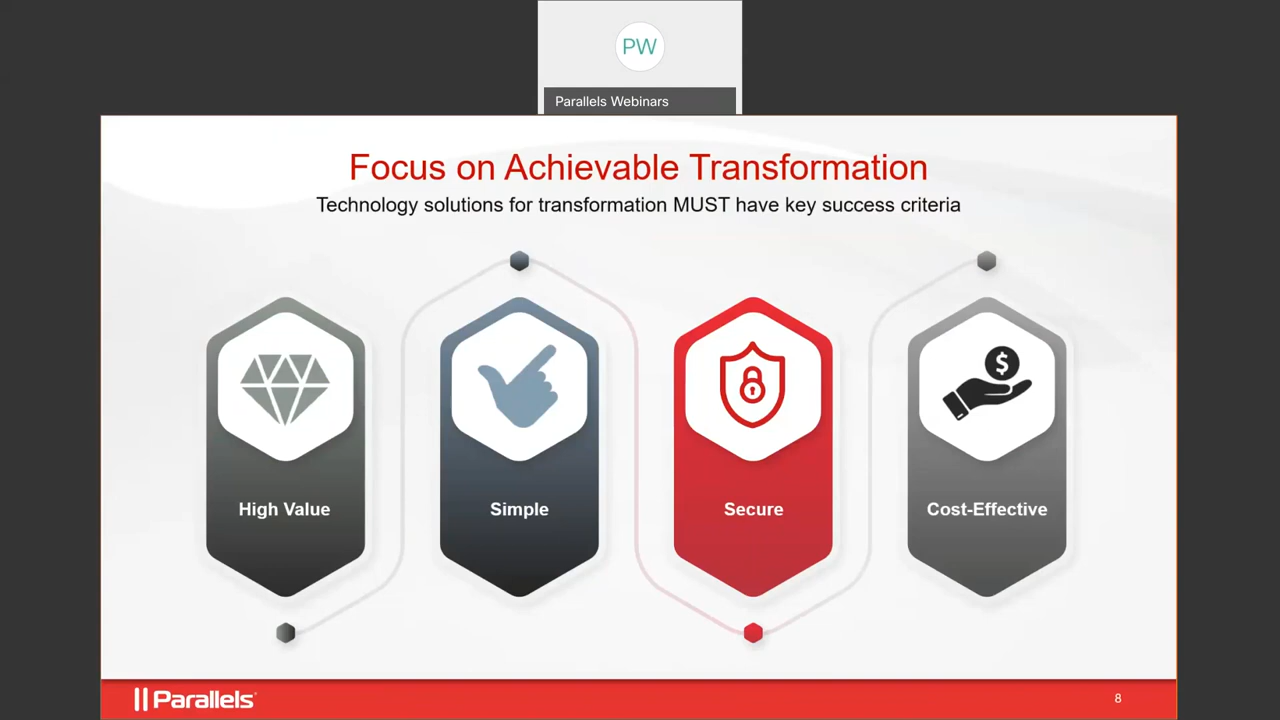 PW
Parallels Webinars
Focus on Achievable Transformation
Technology solutions for transformation MUST have key success criteria
$
High Value
Simple
Secure
Cost-Effective
Parallels®
8